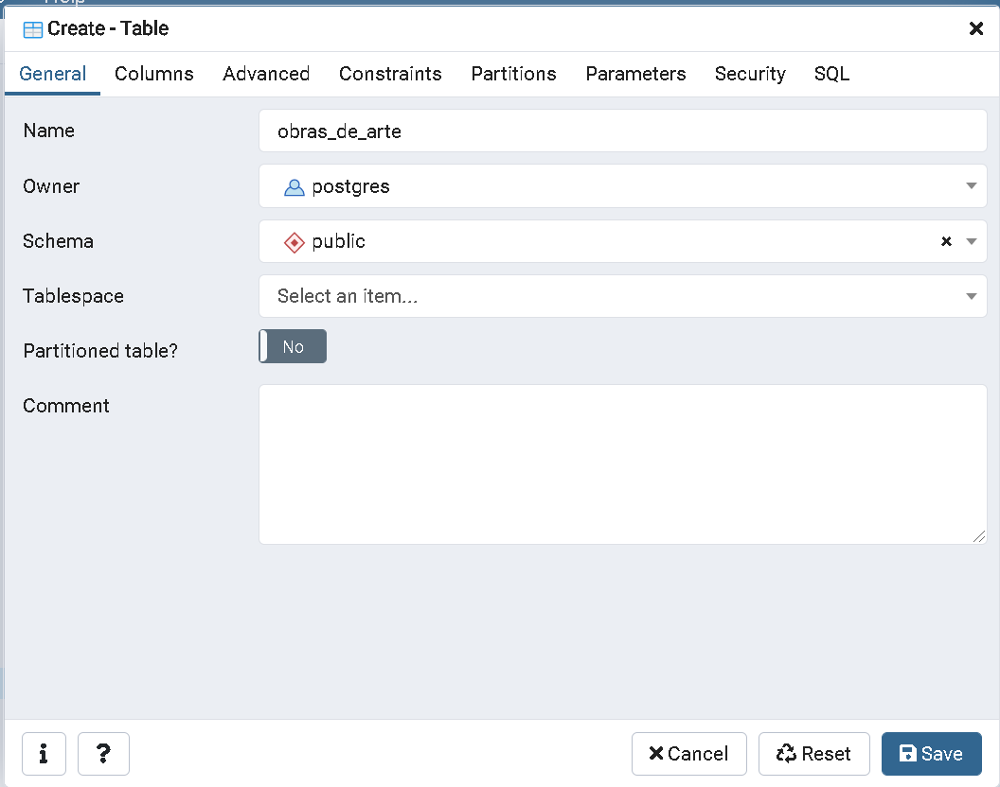 Help
Create - Table
General Columns Advanced Constraints Partitions Parameters Security SQL
Name obras_de_arte
Owner postgres
Schema public
Tablespace Select an item...
Partitioned table? No
Comment
i ? Cancel Reset Save